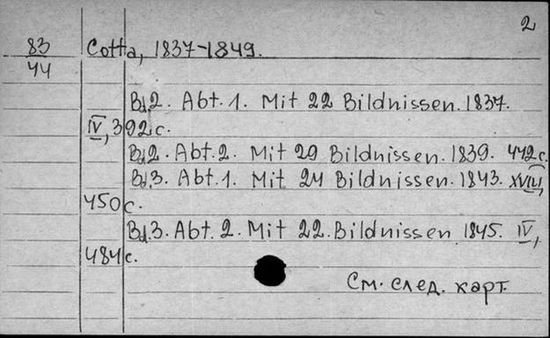 2
83
44
Cotta, 1837-1849.
Bd.2. Abt. 1. Mit 22 Bildnissen. 1837.
IV, 392 с.
Bd.2. Abt. 2. Mit 29 Bildnissen. 1839. 442 с.
Bd.3. Abt. 1. Mit 24 Bildnissen. 1843. XVIII,
450 с.
Bd.3. Abt. 2. Mit 22 Bildnissen 1845. IV,
484 с.
См. след. карт.